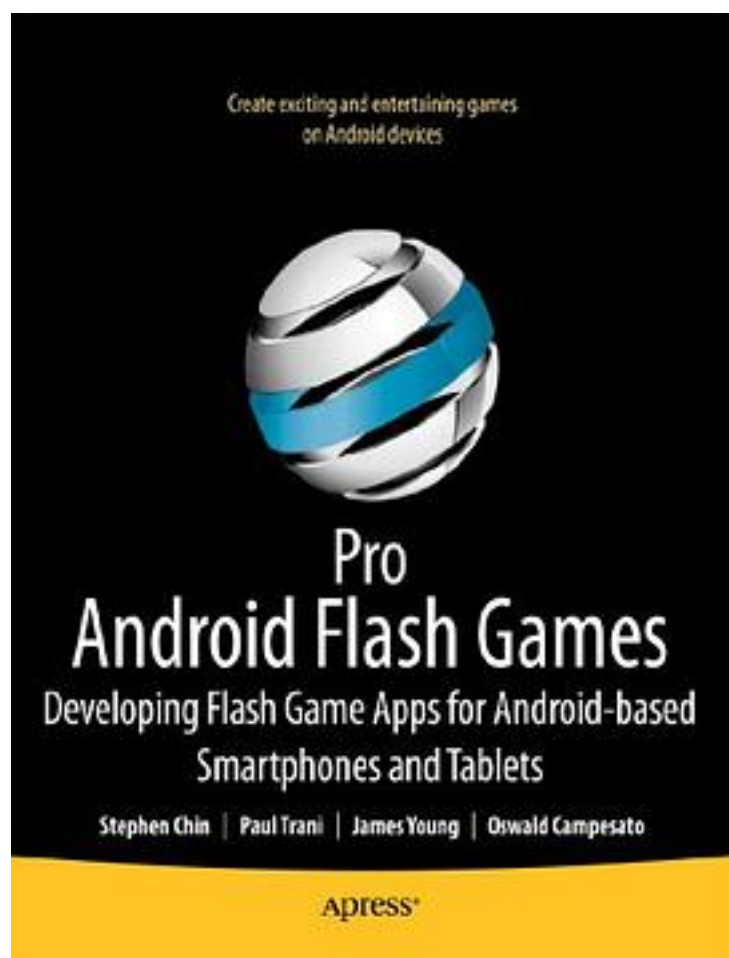 Create exciting and entertaining games
on Android devices
Pro
Android Flash Games
Developing Flash Game Apps for Android-based
Smartphones and Tablets
Stephen Chin | Paul Trani | James Young | Oswald Campesato
Apress®